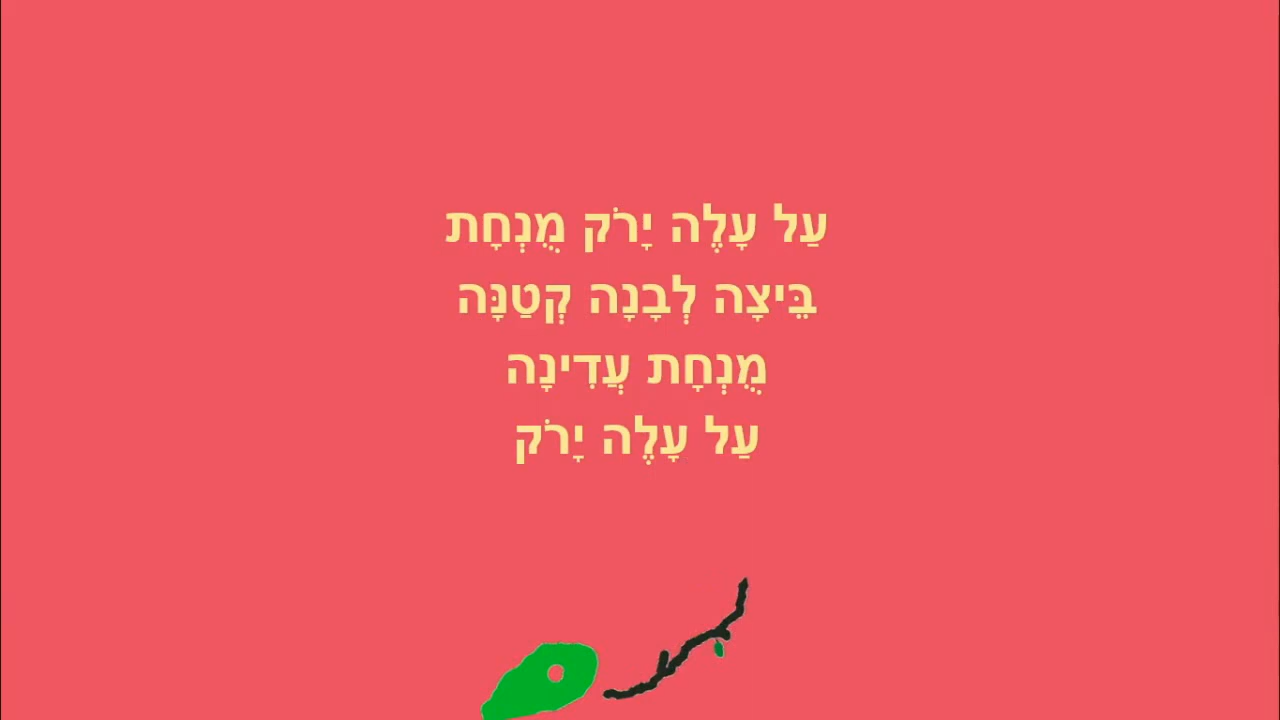 עַל עָלֶה יָרֹק מֻנְחָת
בֵּיצָה לְבָנָה קְטַנָּה
מֻנְחָת עֲדִינָה
עַל עָלֶה יָרֹק